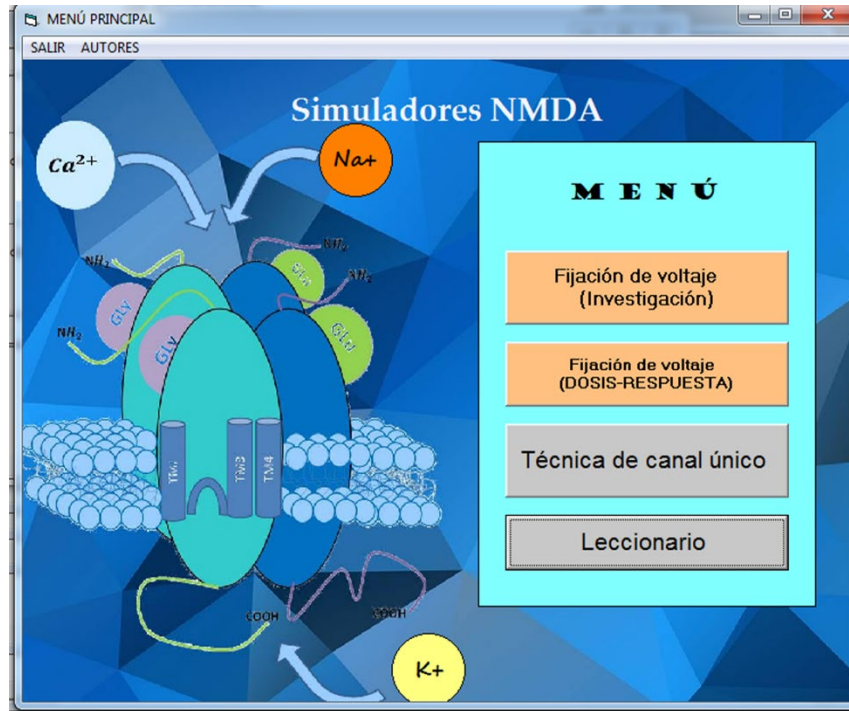 MENÚ PRINCIPAL
SALIR AUTORES
Simuladores NMDA
Ca²⁺
Na+
MENÚ
NH₂
NH₂
NH₂
NH₂
Glu
Gly
Gly
Glu
Fijación de voltaje
(Investigación)
Fijación de voltaje
(DOSIS-RESPUESTA)
TM1
TM3
TM4
Técnica de canal único
Leccionario
COOH
COOH
K+